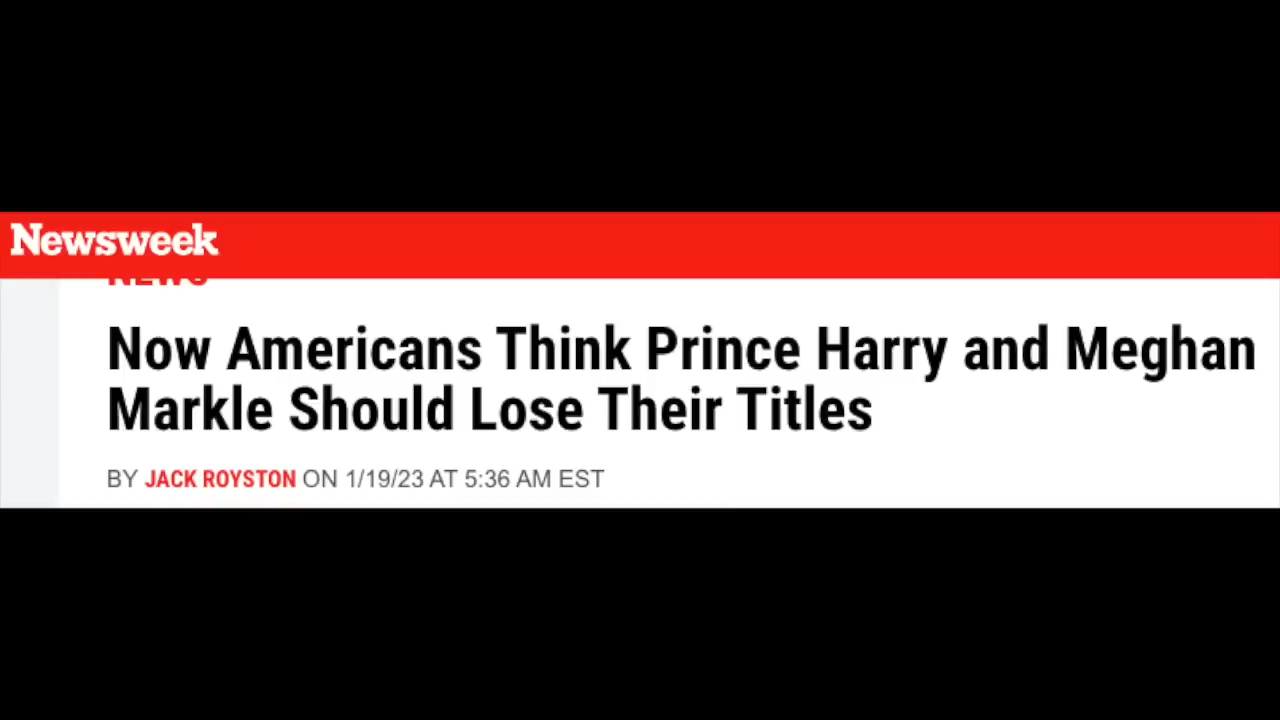 Newsweek
NEWS
Now Americans Think Prince Harry and Meghan
Markle Should Lose Their Titles
BY JACK ROYSTON ON 1/19/23 AT 5:36 AM EST